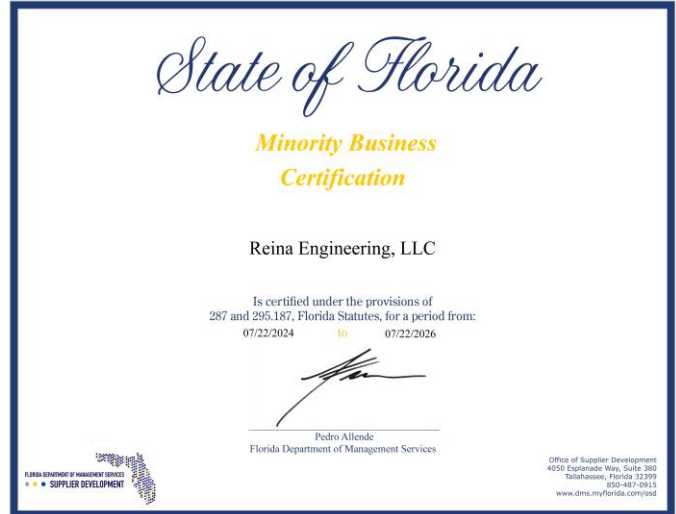 State of Florida
Minority Business
Certification
Reina Engineering, LLC
Is certified under the provisions of
287 and 295.187, Florida Statutes, for a period from:
07/22/2024 to 07/22/2026
Pedro Allende
Florida Department of Management Services
FLORIDA DEPARTMENT OF MANAGEMENT SERVICES
SUPPLIER DEVELOPMENT
Office of Supplier Development
4050 Esplanade Way, Suite 380
Tallahassee, Florida 32399
850-487-0915
www.dms.myflorida.com/osd